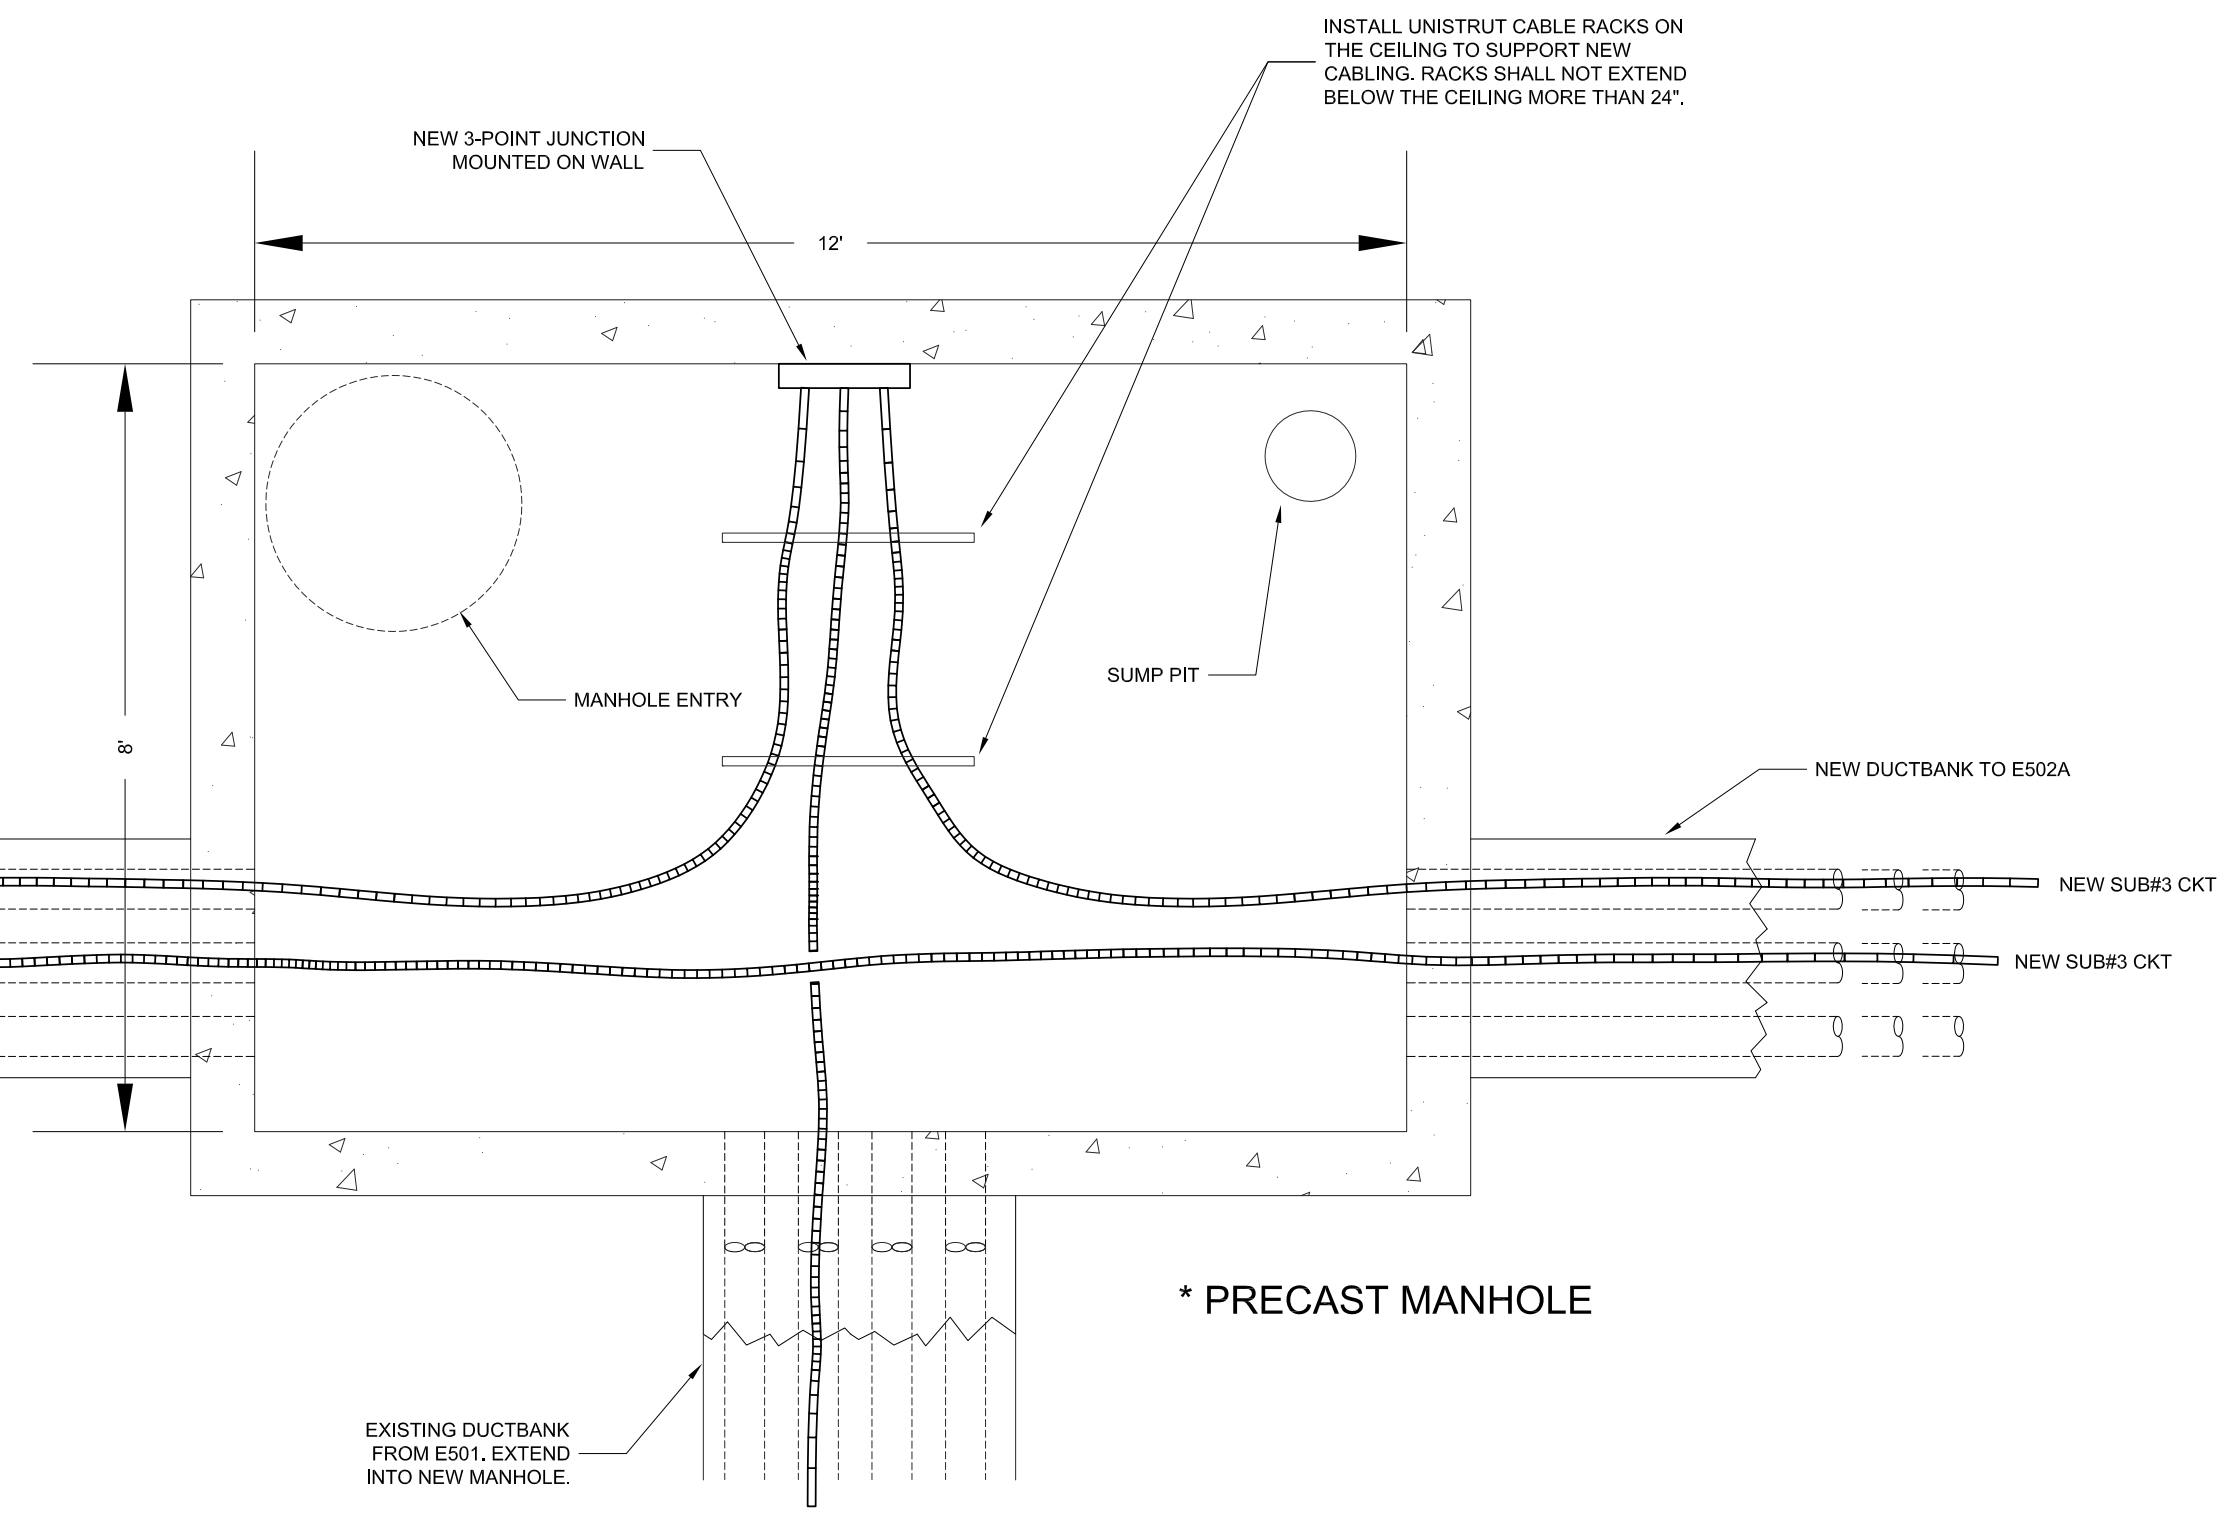 INSTALL UNISTRUT CABLE RACKS ON
THE CEILING TO SUPPORT NEW
CABLING. RACKS SHALL NOT EXTEND
BELOW THE CEILING MORE THAN 24".
NEW 3-POINT JUNCTION
MOUNTED ON WALL
12'
8'
MANHOLE ENTRY
SUMP PIT
NEW DUCTBANK TO E502A
NEW SUB#3 CKT
NEW SUB#3 CKT
* PRECAST MANHOLE
EXISTING DUCTBANK
FROM E501. EXTEND
INTO NEW MANHOLE.